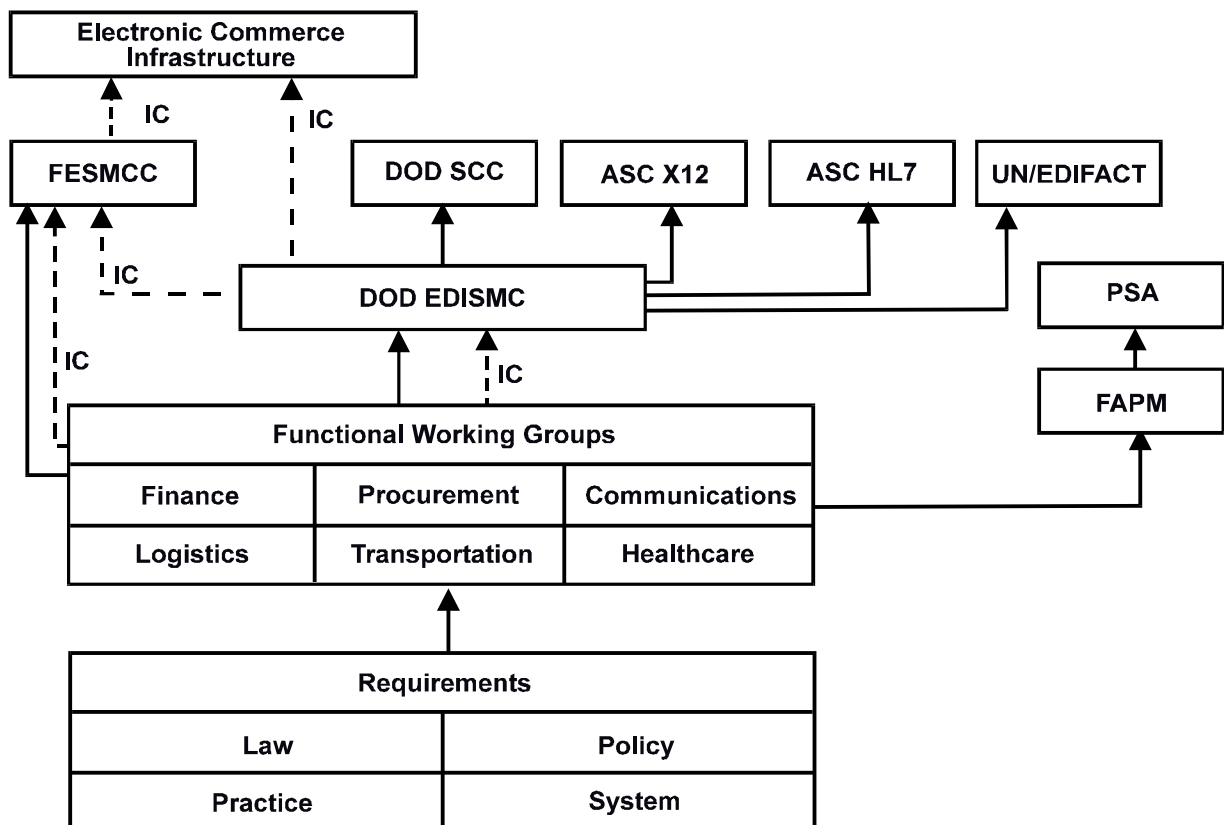 Electronic Commerce
Infrastructure
IC
IC
FESMCC
DOD SCC
ASC X12
ASC HL7
UN/EDIFACT
IC
DOD EDISMC
PSA
IC
IC
FAPM
Functional Working Groups
Finance
Procurement
Communications
Logistics
Transportation
Healthcare
Requirements
Law
Policy
Practice
System